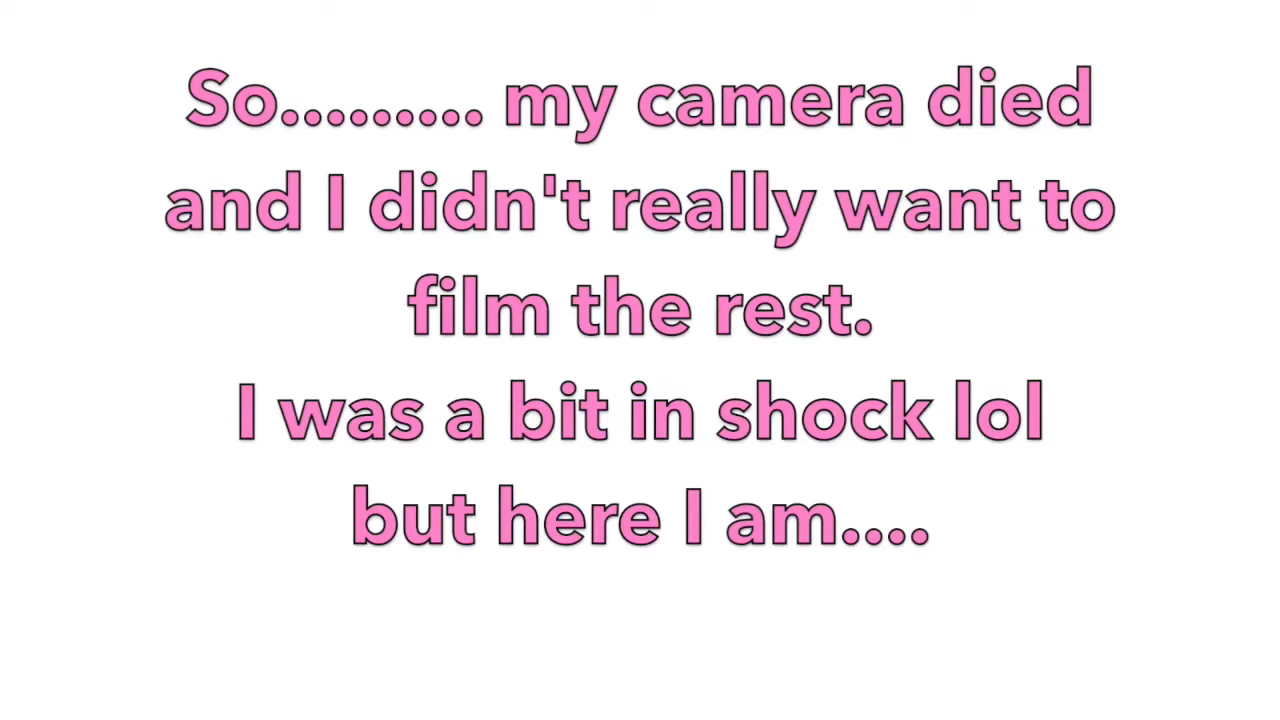 So......... my camera died
and I didn't really want to
film the rest.
I was a bit in shock lol
but here I am....